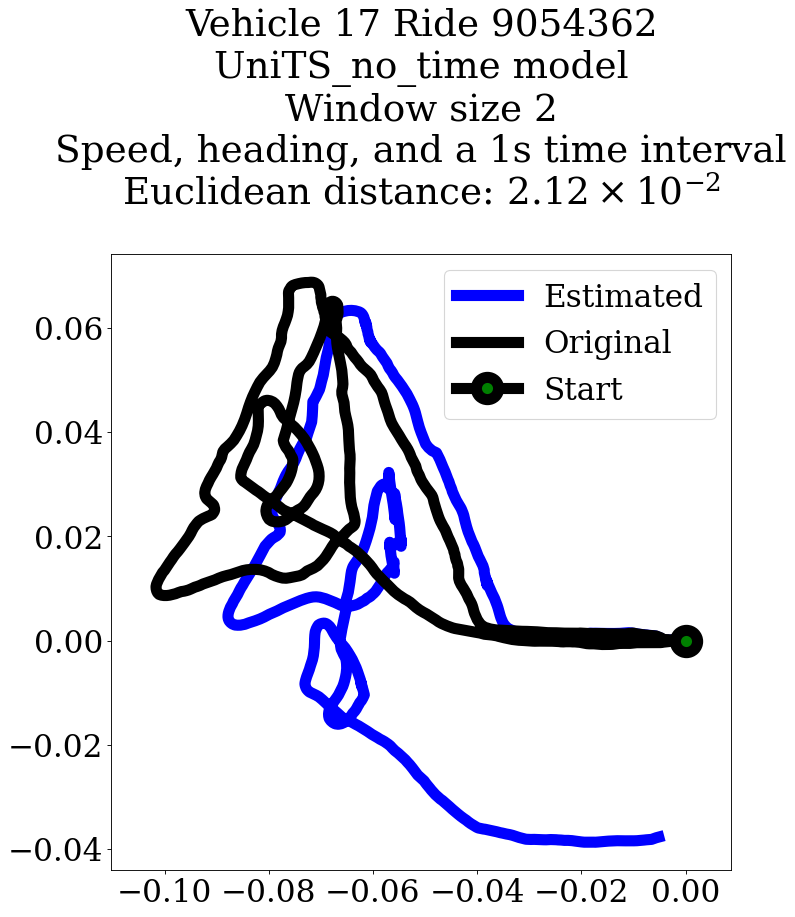 Vehicle 17 Ride 9054362
UniTS_no_time model
Window size 2
Speed, heading, and a 1s time interval
Euclidean distance: 2.12 × 10⁻²
Estimated
Original
Start
0.06
0.04
0.02
0.00
−0.02
−0.04
−0.10 −0.08 −0.06 −0.04 −0.02 0.00